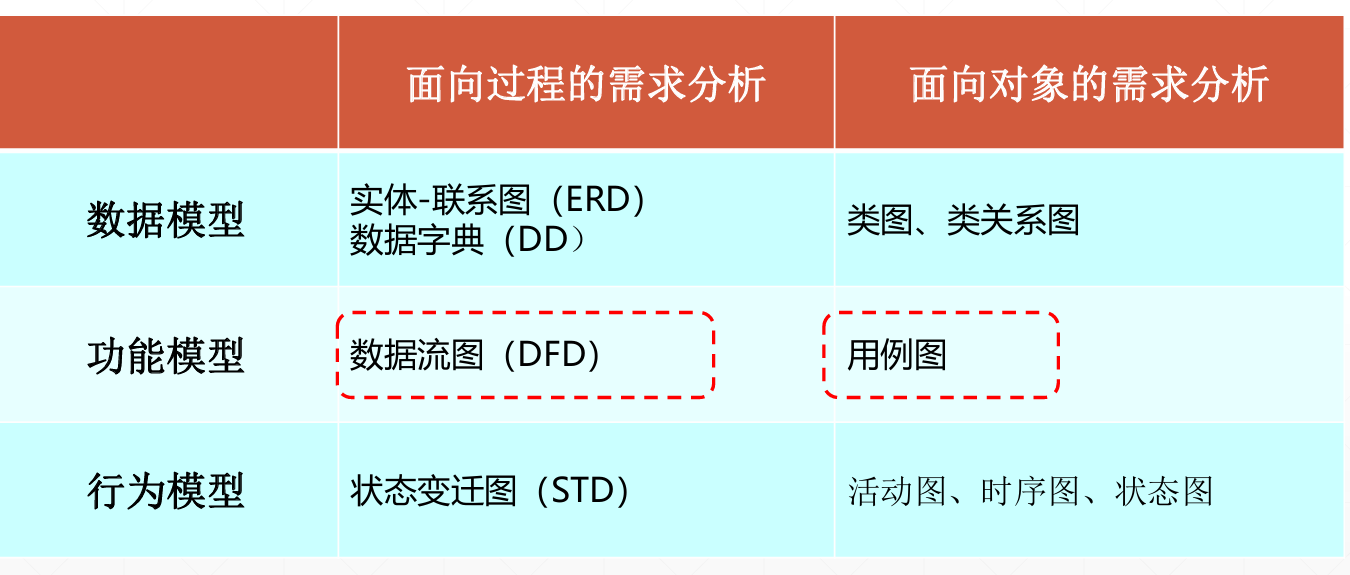 面向过程的需求分析
面向对象的需求分析
数据模型
实体-联系图（ERD）
数据字典（DD）
类图、类关系图
功能模型
数据流图（DFD）
用例图
行为模型
状态变迁图（STD）
活动图、时序图、状态图